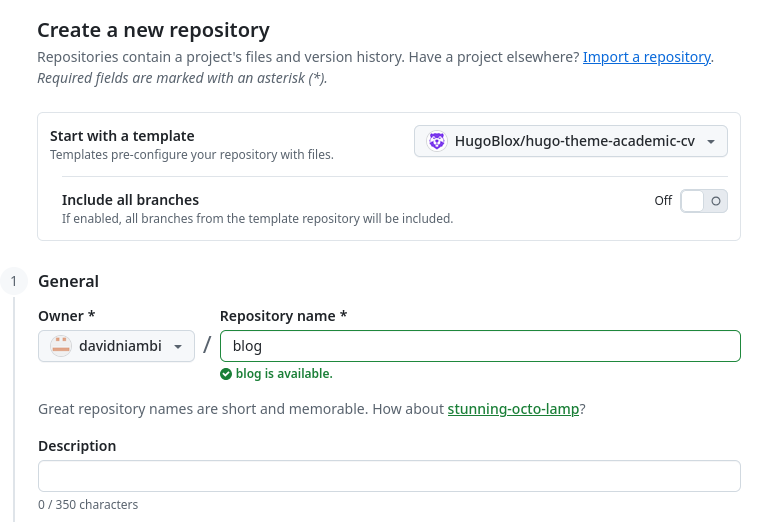 Create a new repository
Repositories contain a project's files and version history. Have a project elsewhere? Import a repository.
Required fields are marked with an asterisk (*).
Start with a template
Templates pre-configure your repository with files.
HugoBlox/hugo-theme-academic-cv
Include all branches
If enabled, all branches from the template repository will be included.
Off
1
General
Owner *
Repository name *
davidniambi
/
blog
blog is available.
Great repository names are short and memorable. How about stunning-octo-lamp?
Description
0 / 350 characters